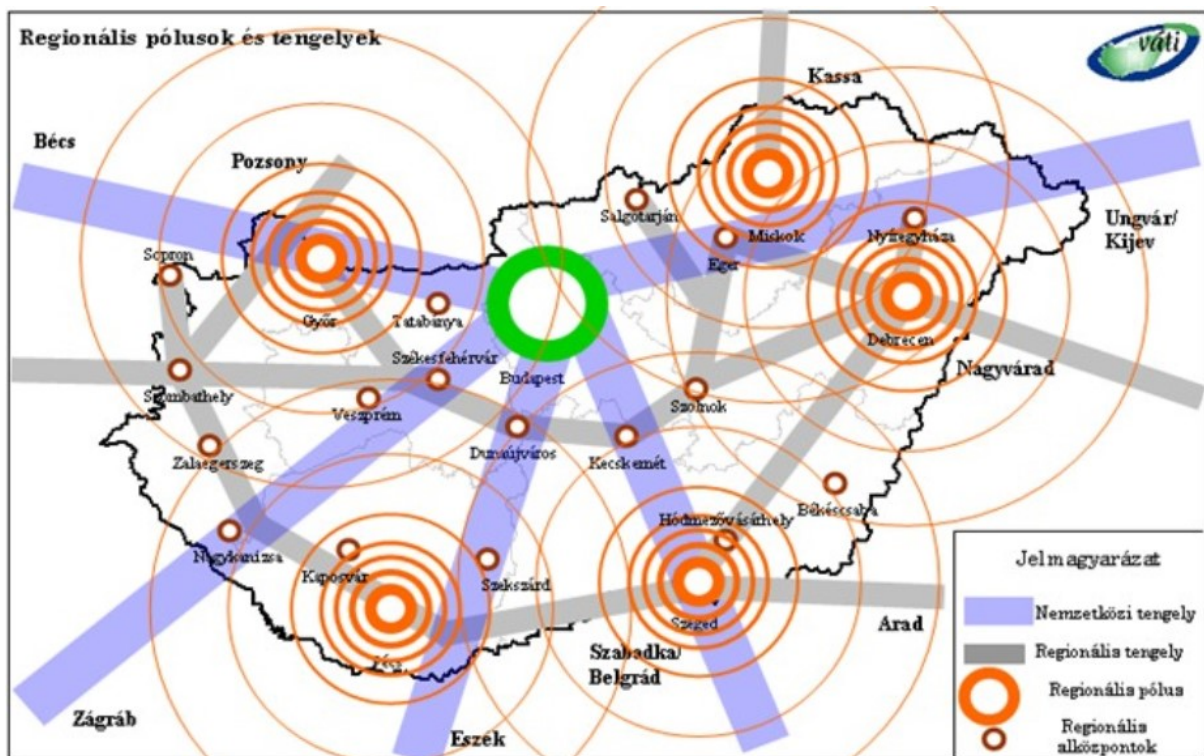 Regionális pólusok és tengelyek
váti
Kassa
Bécs
Pozsony
Salgótarján
Miskok
Nyíregyháza
Ungvár/
Kijev
Eger
Sopron
Győr
Tatabánya
Debrecen
Székesfehérvár
Budapest
Nagyvárad
Szombathely
Veszprém
Szolnok
Dunaújváros
Kecskemét
Zalaegerszeg
Békéscsaba
Hódmezővásárhely
Nagykanizsa
Kaposvár
Szekszárd
Szeged
Arad
Szabadka/
Belgrád
Zágráb
Eszék
Jelmagyarázat
Nemzetközi tengely
Regionális tengely
Regionális pólus
Regionális
alközpontok